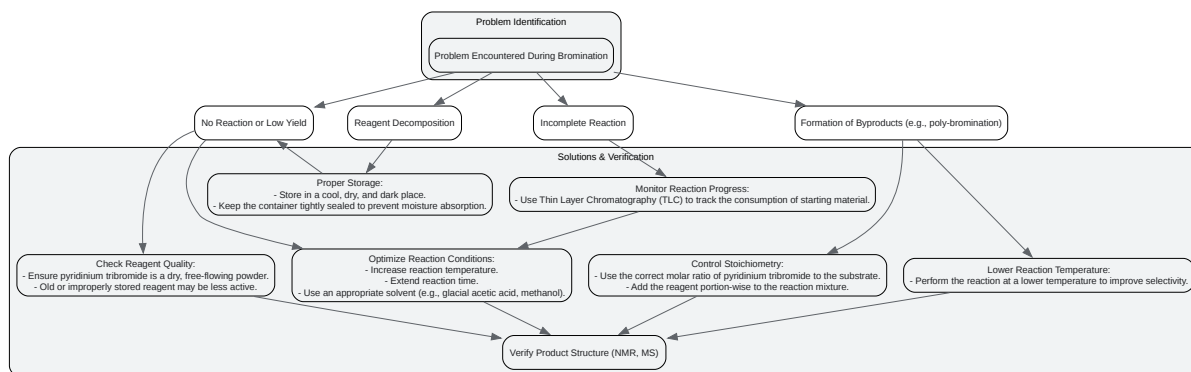 Problem Identification
Problem Encountered During Bromination
No Reaction or Low Yield
Reagent Decomposition
Incomplete Reaction
Formation of Byproducts (e.g., poly-bromination)
Solutions & Verification
Proper Storage:
- Store in a cool, dry, and dark place.
- Keep the container tightly sealed to prevent moisture absorption.
Monitor Reaction Progress:
- Use Thin Layer Chromatography (TLC) to track the consumption of starting material.
Check Reagent Quality:
- Ensure pyridinium tribromide is a dry, free-flowing powder.
- Old or improperly stored reagent may be less active.
Optimize Reaction Conditions:
- Increase reaction temperature.
- Extend reaction time.
- Use an appropriate solvent (e.g., glacial acetic acid, methanol).
Control Stoichiometry:
- Use the correct molar ratio of pyridinium tribromide to the substrate.
- Add the reagent portion-wise to the reaction mixture.
Lower Reaction Temperature:
- Perform the reaction at a lower temperature to improve selectivity.
Verify Product Structure (NMR, MS)